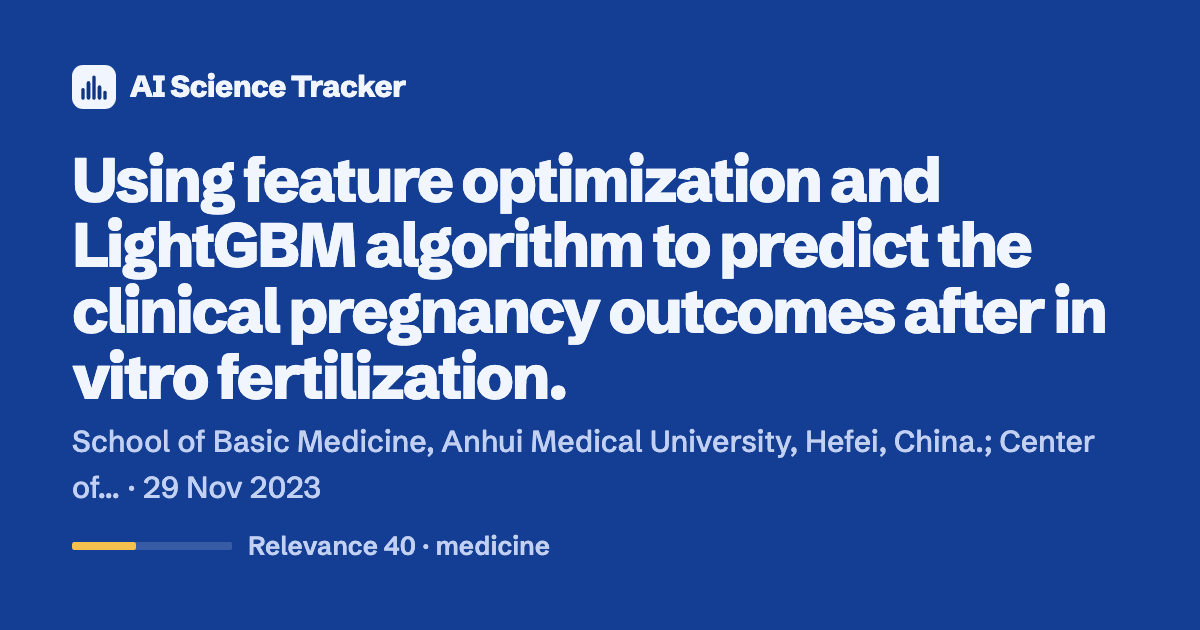 AI Science Tracker
Using feature optimization and
LightGBM algorithm to predict the
clinical pregnancy outcomes after in
vitro fertilization.
School of Basic Medicine, Anhui Medical University, Hefei, China.; Center
of... · 29 Nov 2023
Relevance 40 · medicine